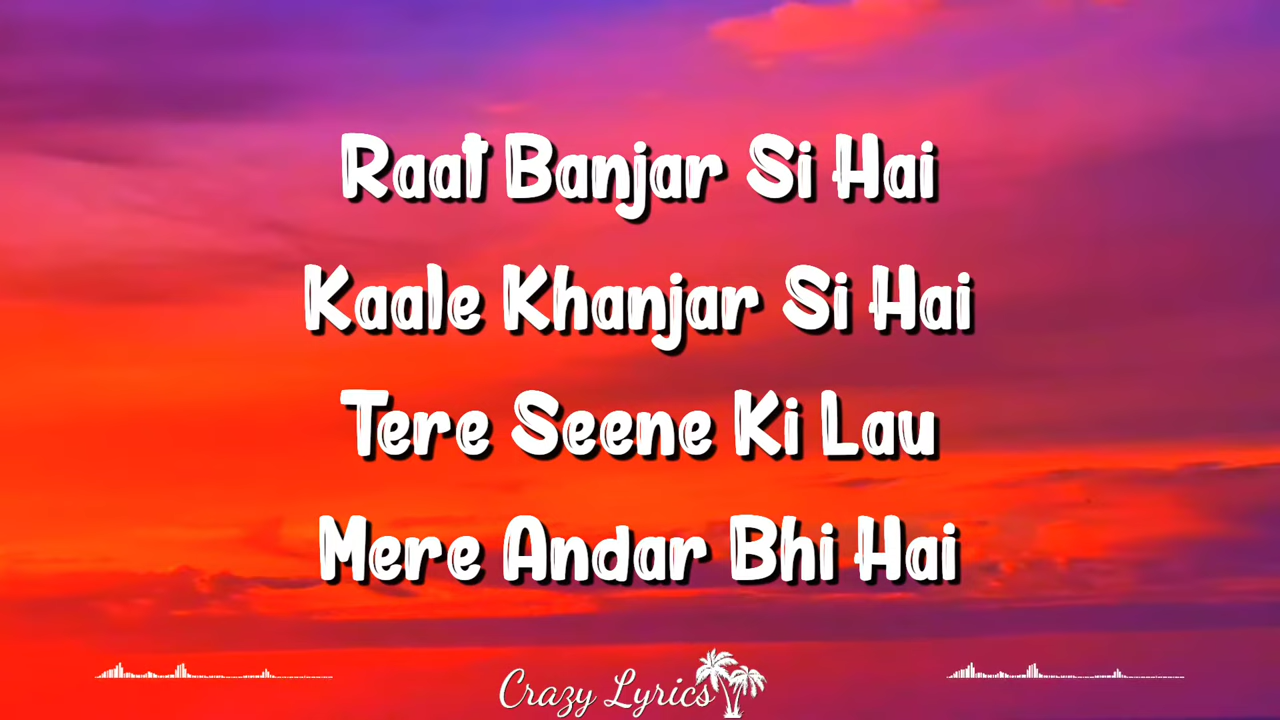 Raat Banjar Si Hai
Kaale Khanjar Si Hai
Tere Seene Ki Lau
Mere Andar Bhi Hai
Crazy Lyrics